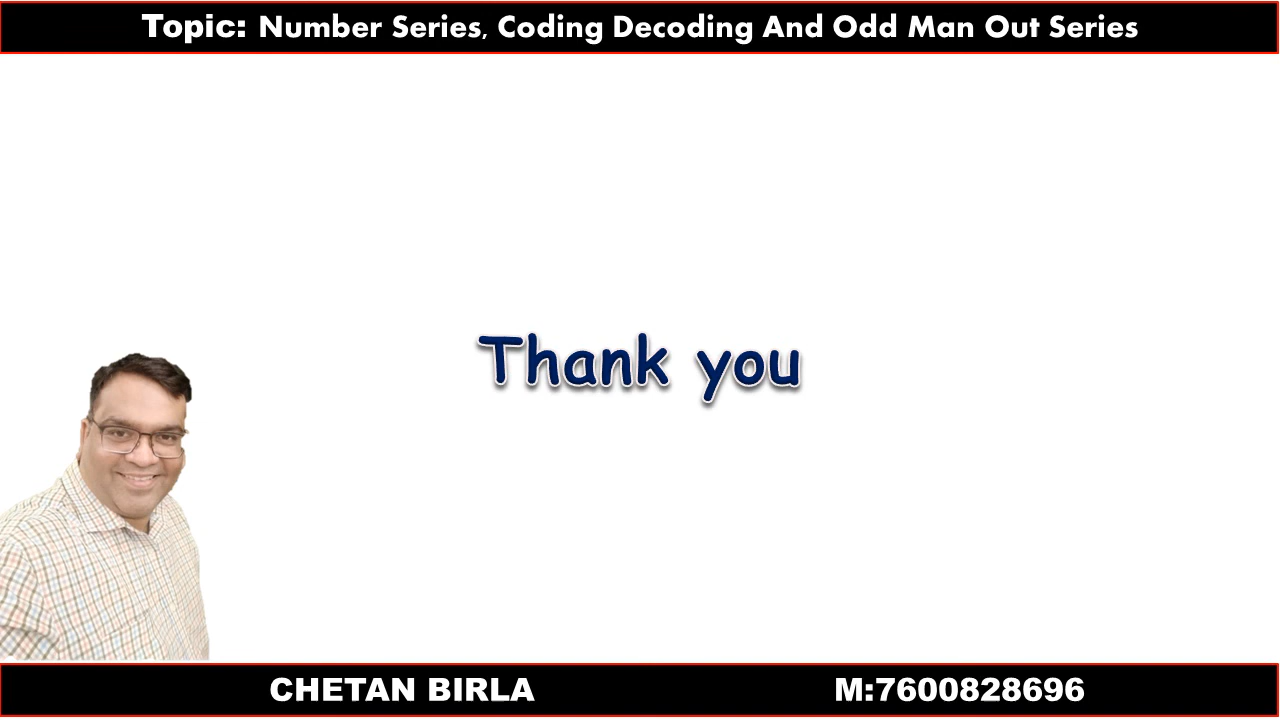 Topic: Number Series, Coding Decoding And Odd Man Out Series
Thank you
CHETAN BIRLA M:7600828696